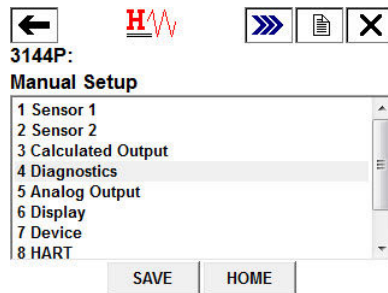 H
3144P:
Manual Setup
1 Sensor 1
2 Sensor 2
3 Calculated Output
4 Diagnostics
5 Analog Output
6 Display
7 Device
8 HART
SAVE HOME